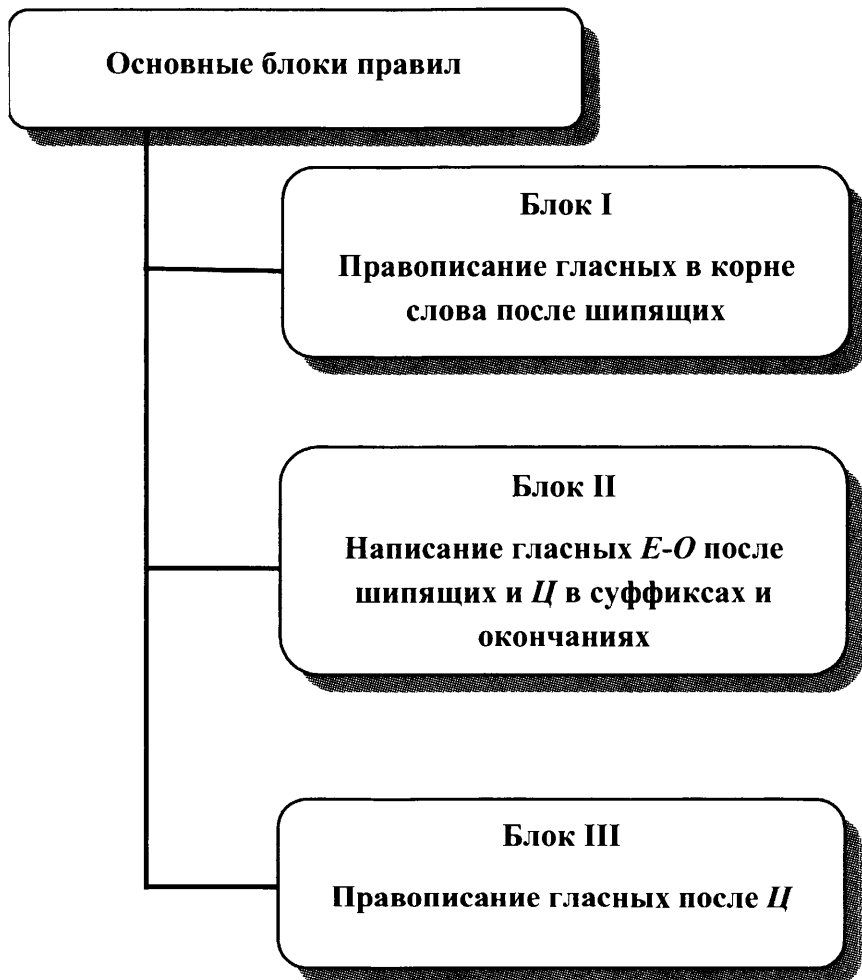 Основные блоки правил
Блок I
Правописание гласных в корне
слова после шипящих
Блок II
Написание гласных Е-О после
шипящих и Ц в суффиксах и
окончаниях
Блок III
Правописание гласных после Ц